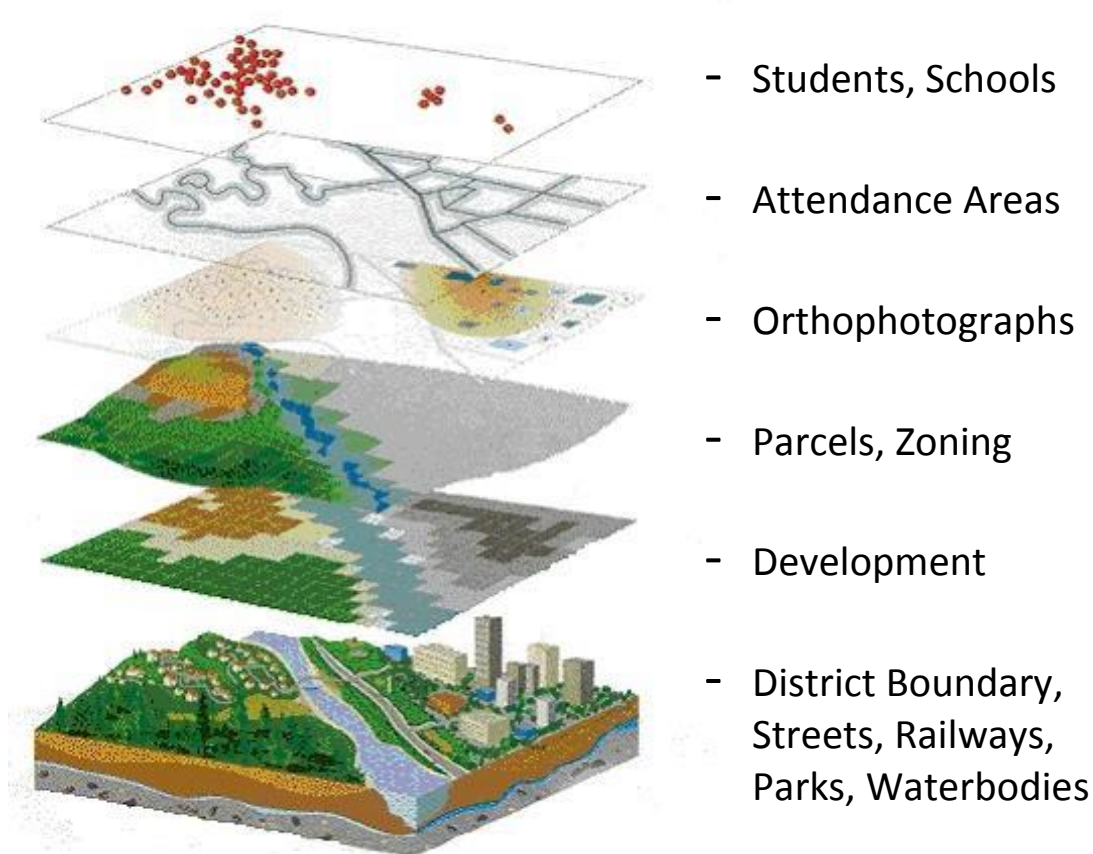 - Students, Schools
- Attendance Areas
- Orthophotographs
- Parcels, Zoning
- Development
- District Boundary,
Streets, Railways,
Parks, Waterbodies